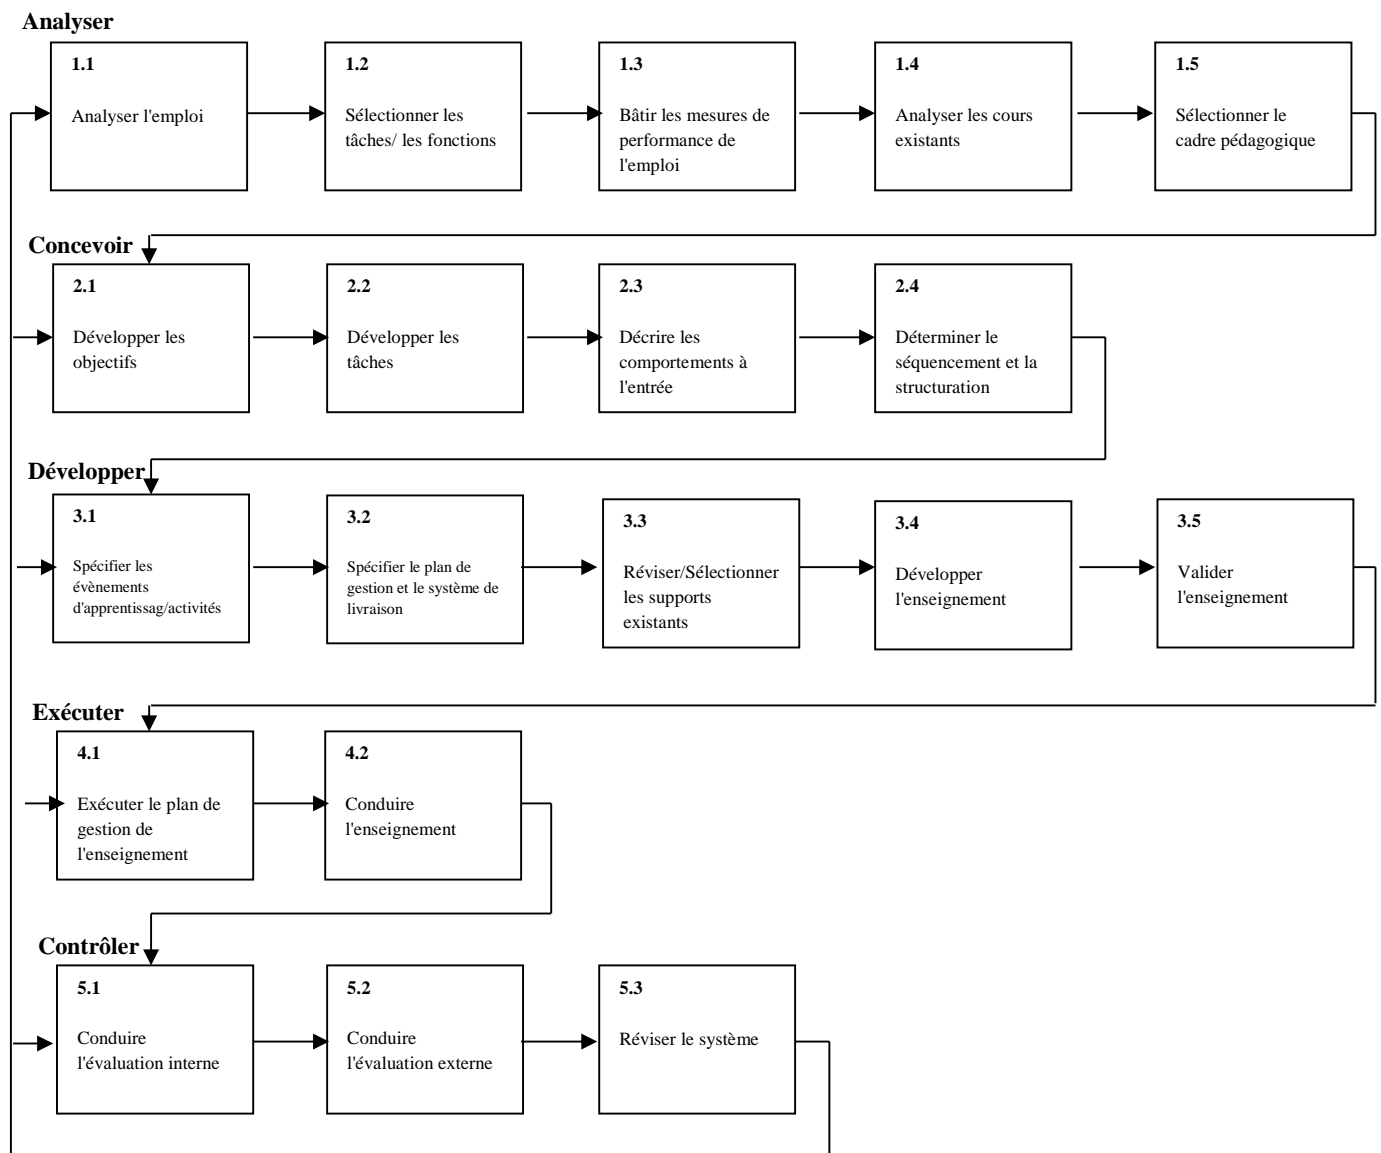 Analyser
1.1
Analyser l'emploi
1.2
Sélectionner les
tâches/ les fonctions
1.3
Bâtir les mesures de
performance de
l'emploi
1.4
Analyser les cours
existants
1.5
Sélectionner le
cadre pédagogique
Concevoir
2.1
Développer les
objectifs
2.2
Développer les
tâches
2.3
Décrire les
comportements à
l'entrée
2.4
Déterminer le
séquencement et la
structuration
Développer
3.1
Spécifier les
évènements
d'apprentissag/activités
3.2
Spécifier le plan de
gestion et le système de
livraison
3.3
Réviser/Sélectionner
les supports
existants
3.4
Développer
l'enseignement
3.5
Valider
l'enseignement
Exécuter
4.1
Exécuter le plan de
gestion de
l'enseignement
4.2
Conduire
l'enseignement
Contrôler
5.1
Conduire
l'évaluation interne
5.2
Conduire
l'évaluation externe
5.3
Réviser le système